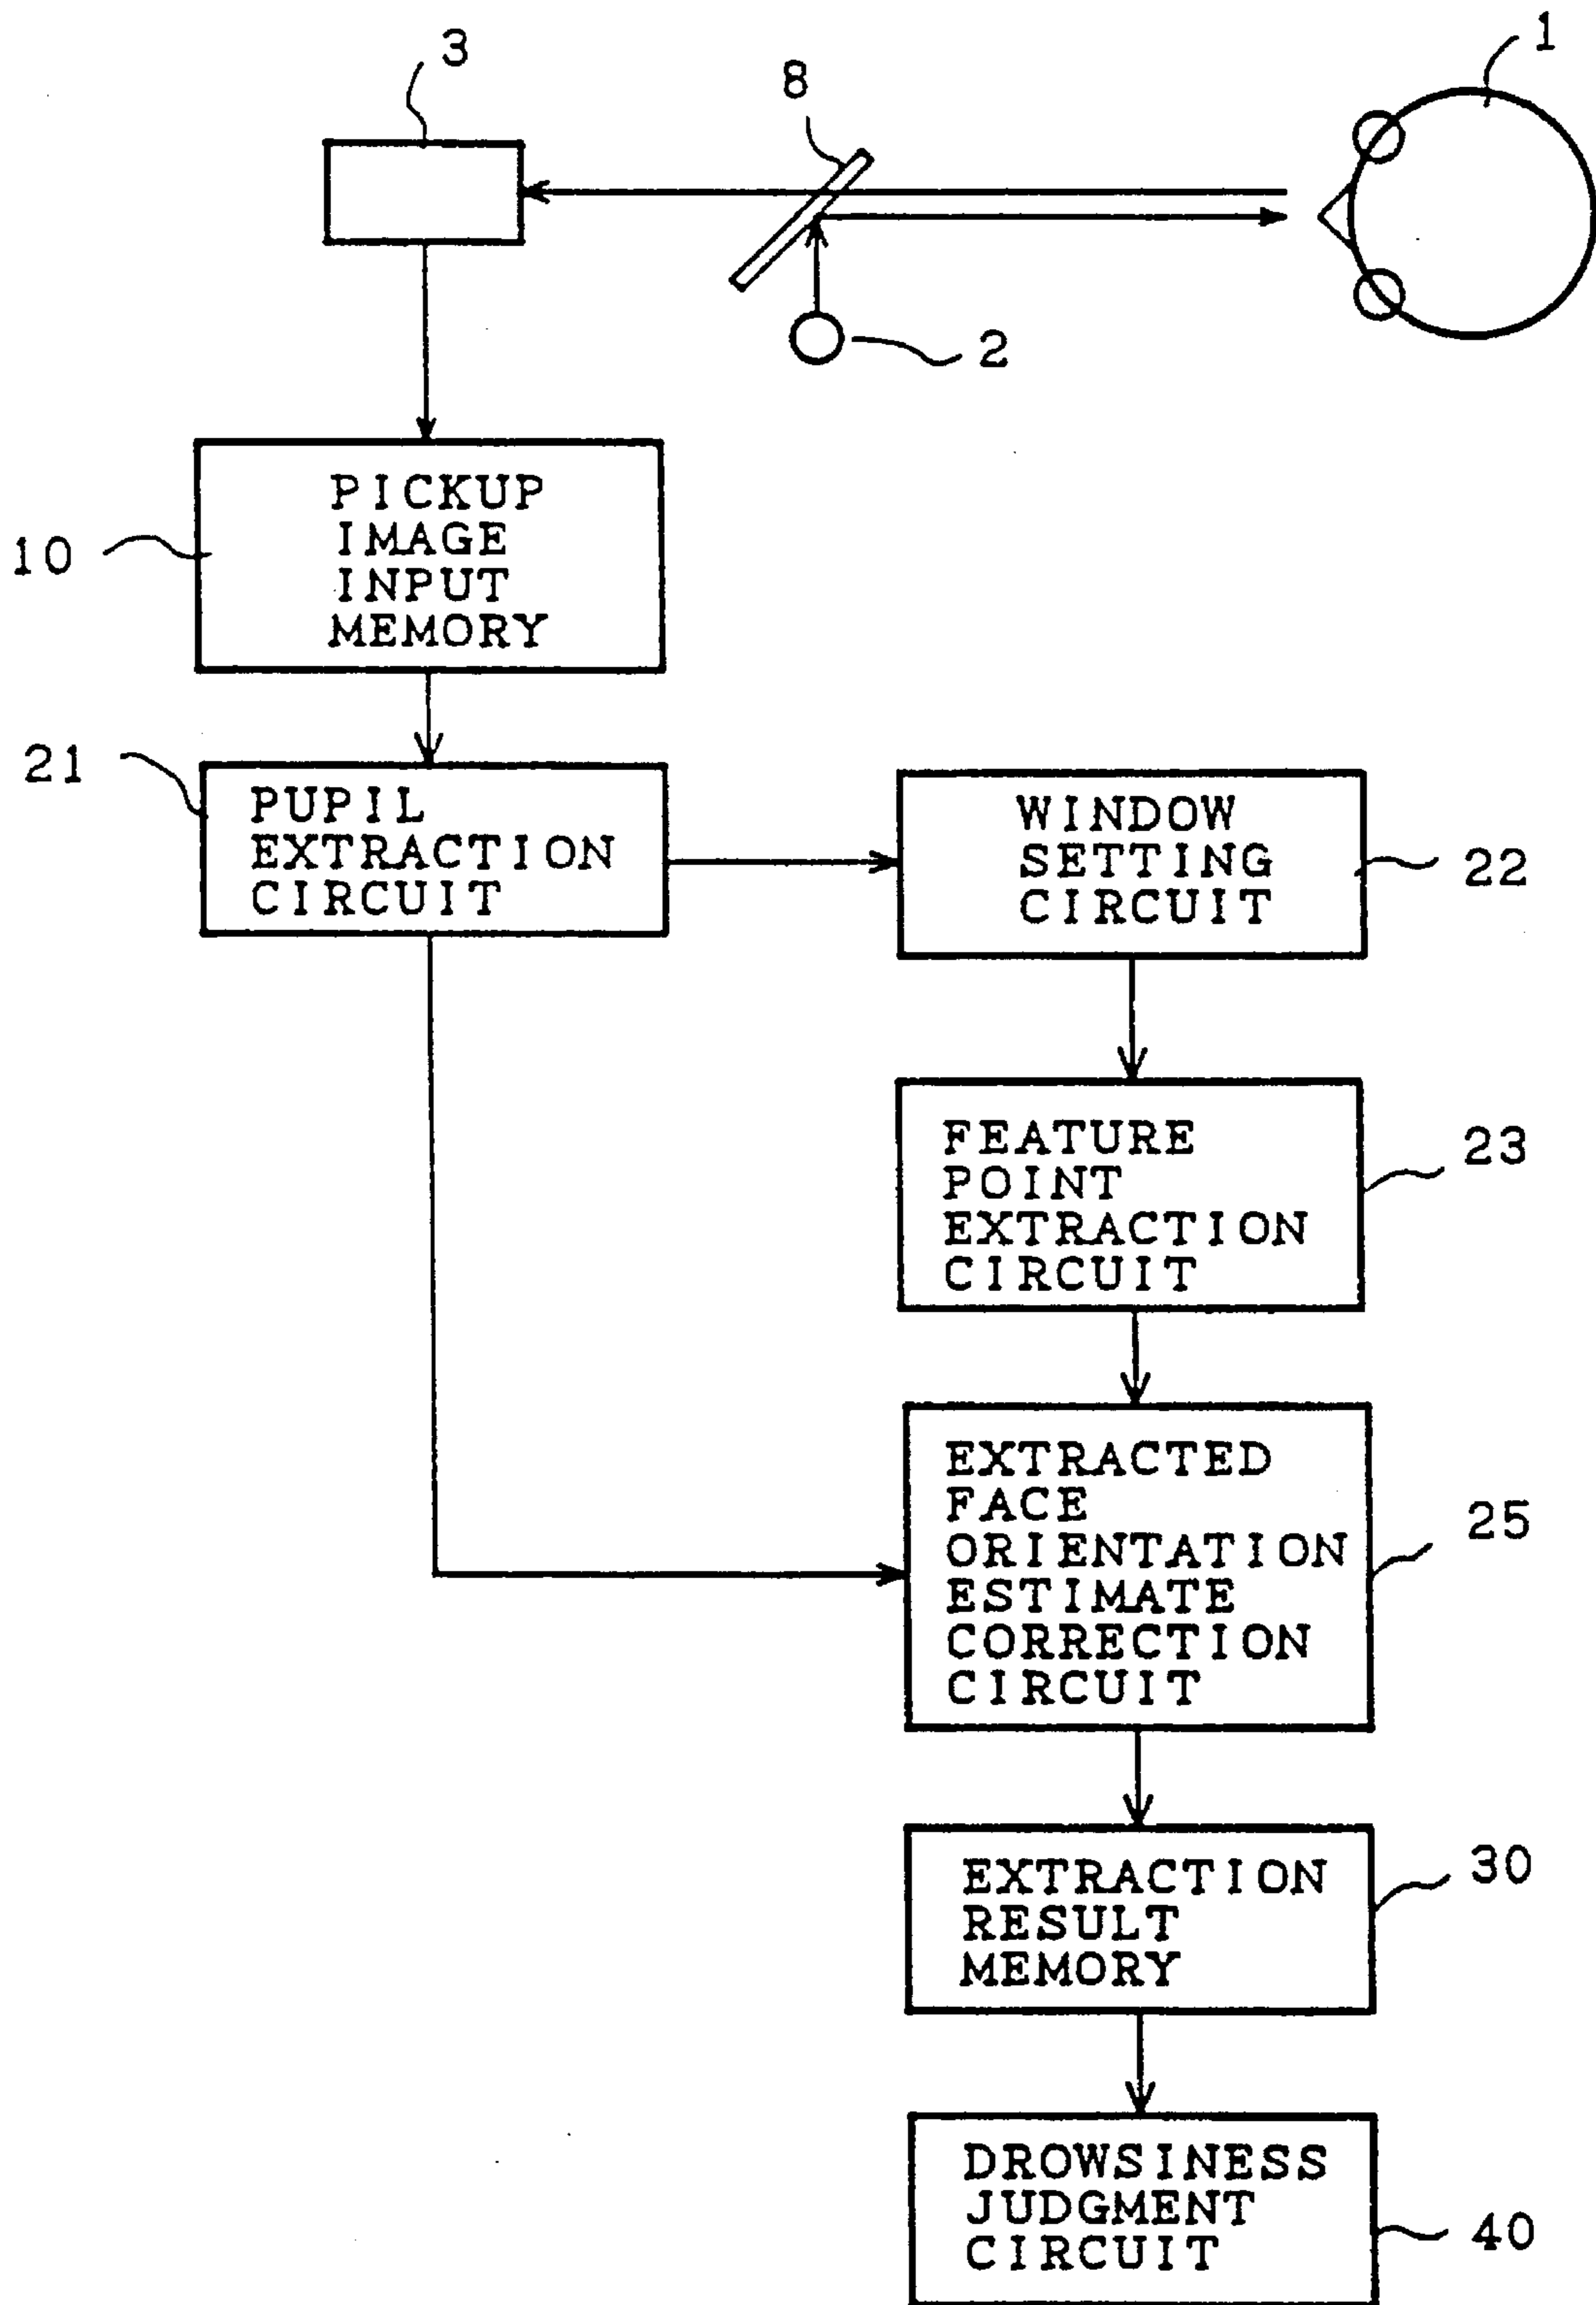 3
8
1
2
10
PICKUP
IMAGE
INPUT
MEMORY
21
PUPIL
EXTRACTION
CIRCUIT
WINDOW
SETTING
CIRCUIT
22
FEATURE
POINT
EXTRACTION
CIRCUIT
23
EXTRACTED
FACE
ORIENTATION
ESTIMATE
CORRECTION
CIRCUIT
25
EXTRACTION
RESULT
MEMORY
30
DROWSINESS
JUDGMENT
CIRCUIT
40